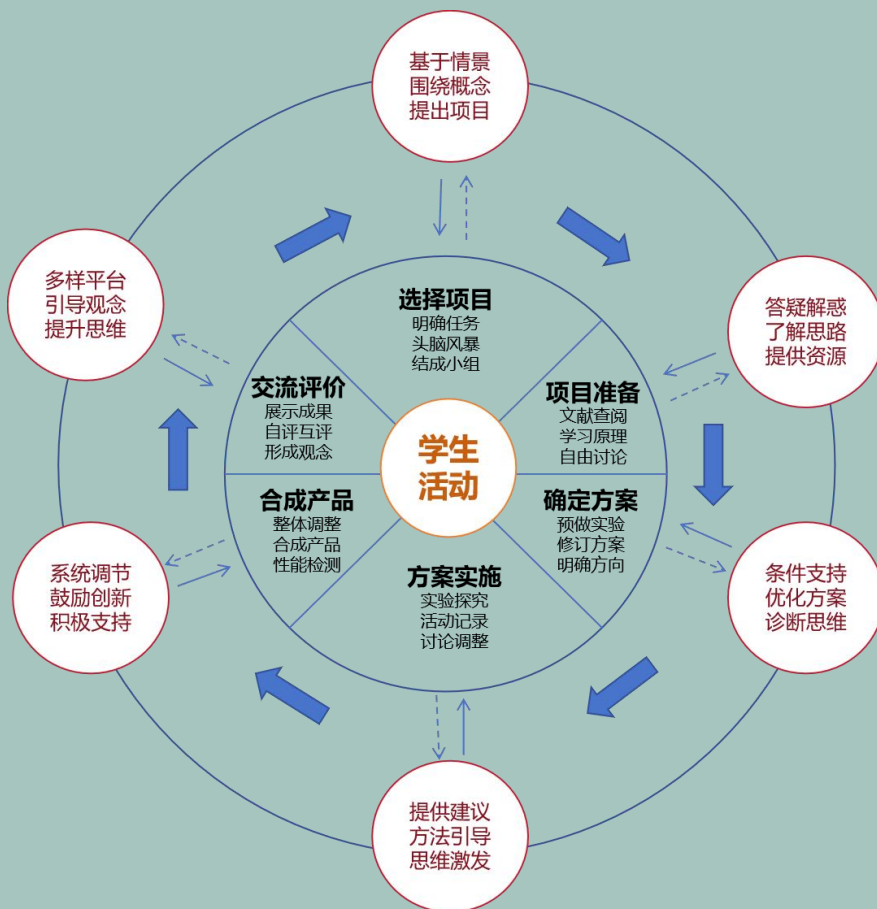 基于情景
围绕概念
提出项目
多样平台
引导观念
提升思维
答疑解惑
了解思路
提供资源
选择项目
明确任务
头脑风暴
结成小组
交流评价
展示成果
自评互评
形成观念
项目准备
文献查阅
学习原理
自由讨论
学生
活动
合成产品
整体调整
合成产品
性能检测
确定方案
预做实验
修订方案
明确方向
方案实施
实验探究
活动记录
讨论调整
系统调节
鼓励创新
积极支持
条件支持
优化方案
诊断思维
提供建议
方法引导
思维激发